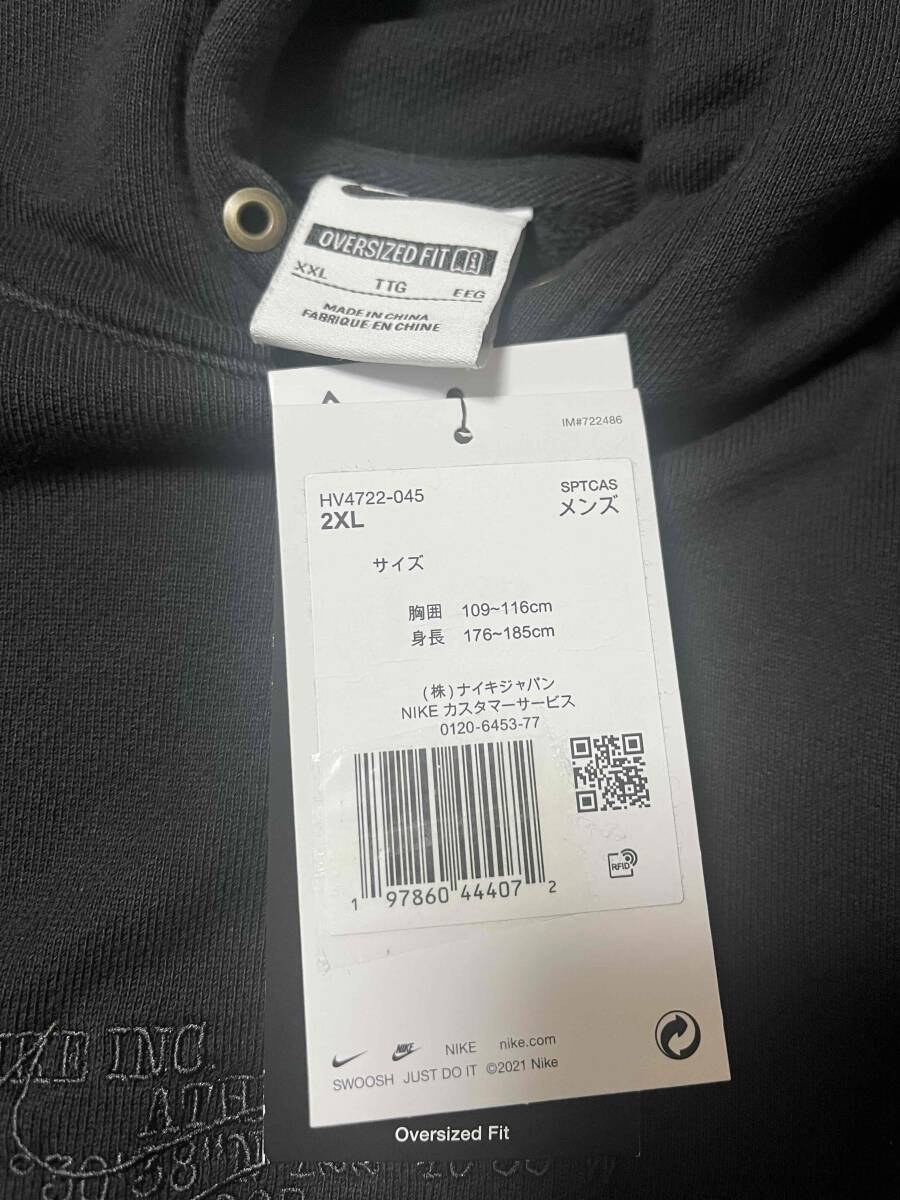 OVERSIZED FIT
XXL TTG EEG
MADE IN CHINA
FABRIQUE EN CHINE
IM#722486
HV4722-045 SPTCAS
2XL メンズ
サイズ
胸囲 109~116cm
身長 176~185cm
(株)ナイキジャパン
NIKE カスタマーサービス
0120-6453-77
RFID
1 97860 44407 2
NIKE NIKE nike.com
SWOOSH JUST DO IT ©2021 Nike
Oversized Fit
INC.